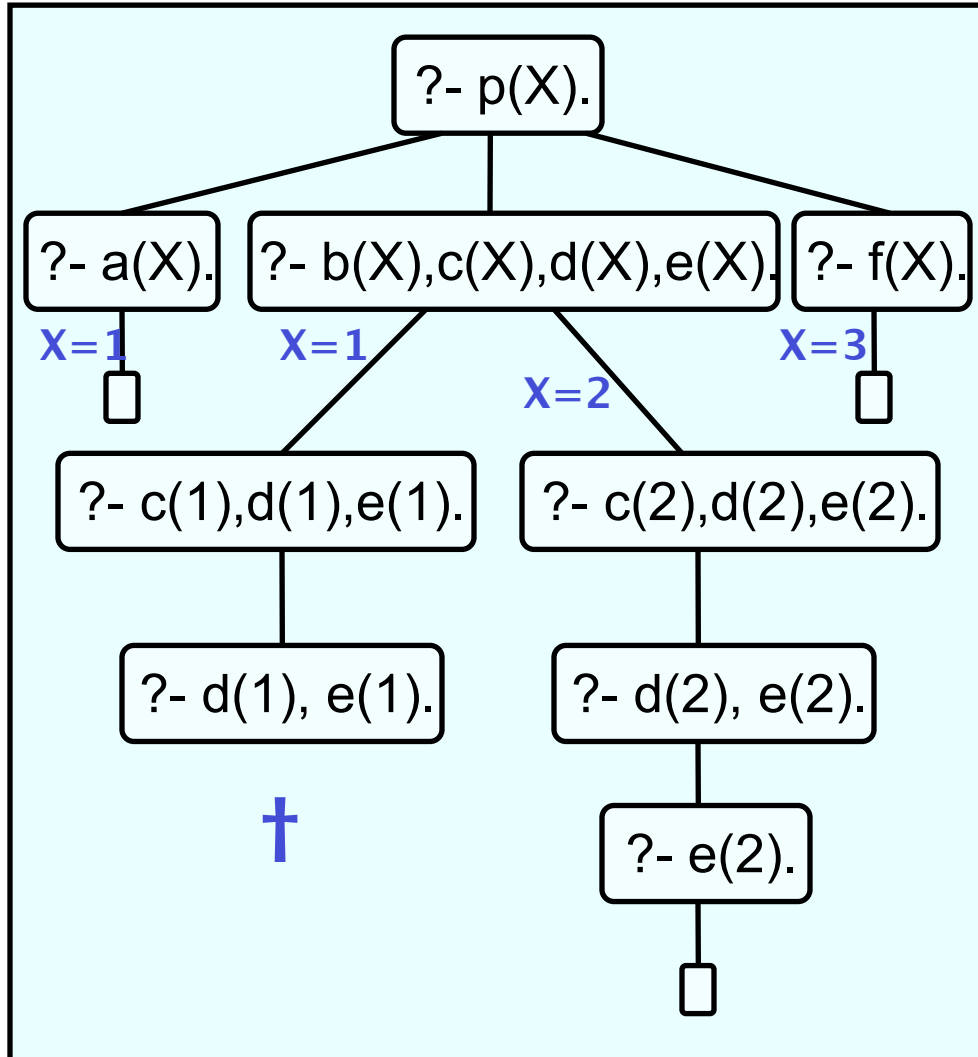 ?- p(X).
?- a(X).
?- b(X),c(X),d(X),e(X).
?- f(X).
X=1
X=1
X=2
X=3
?- c(1),d(1),e(1).
?- c(2),d(2),e(2).
?- d(1), e(1).
?- d(2), e(2).
†
?- e(2).